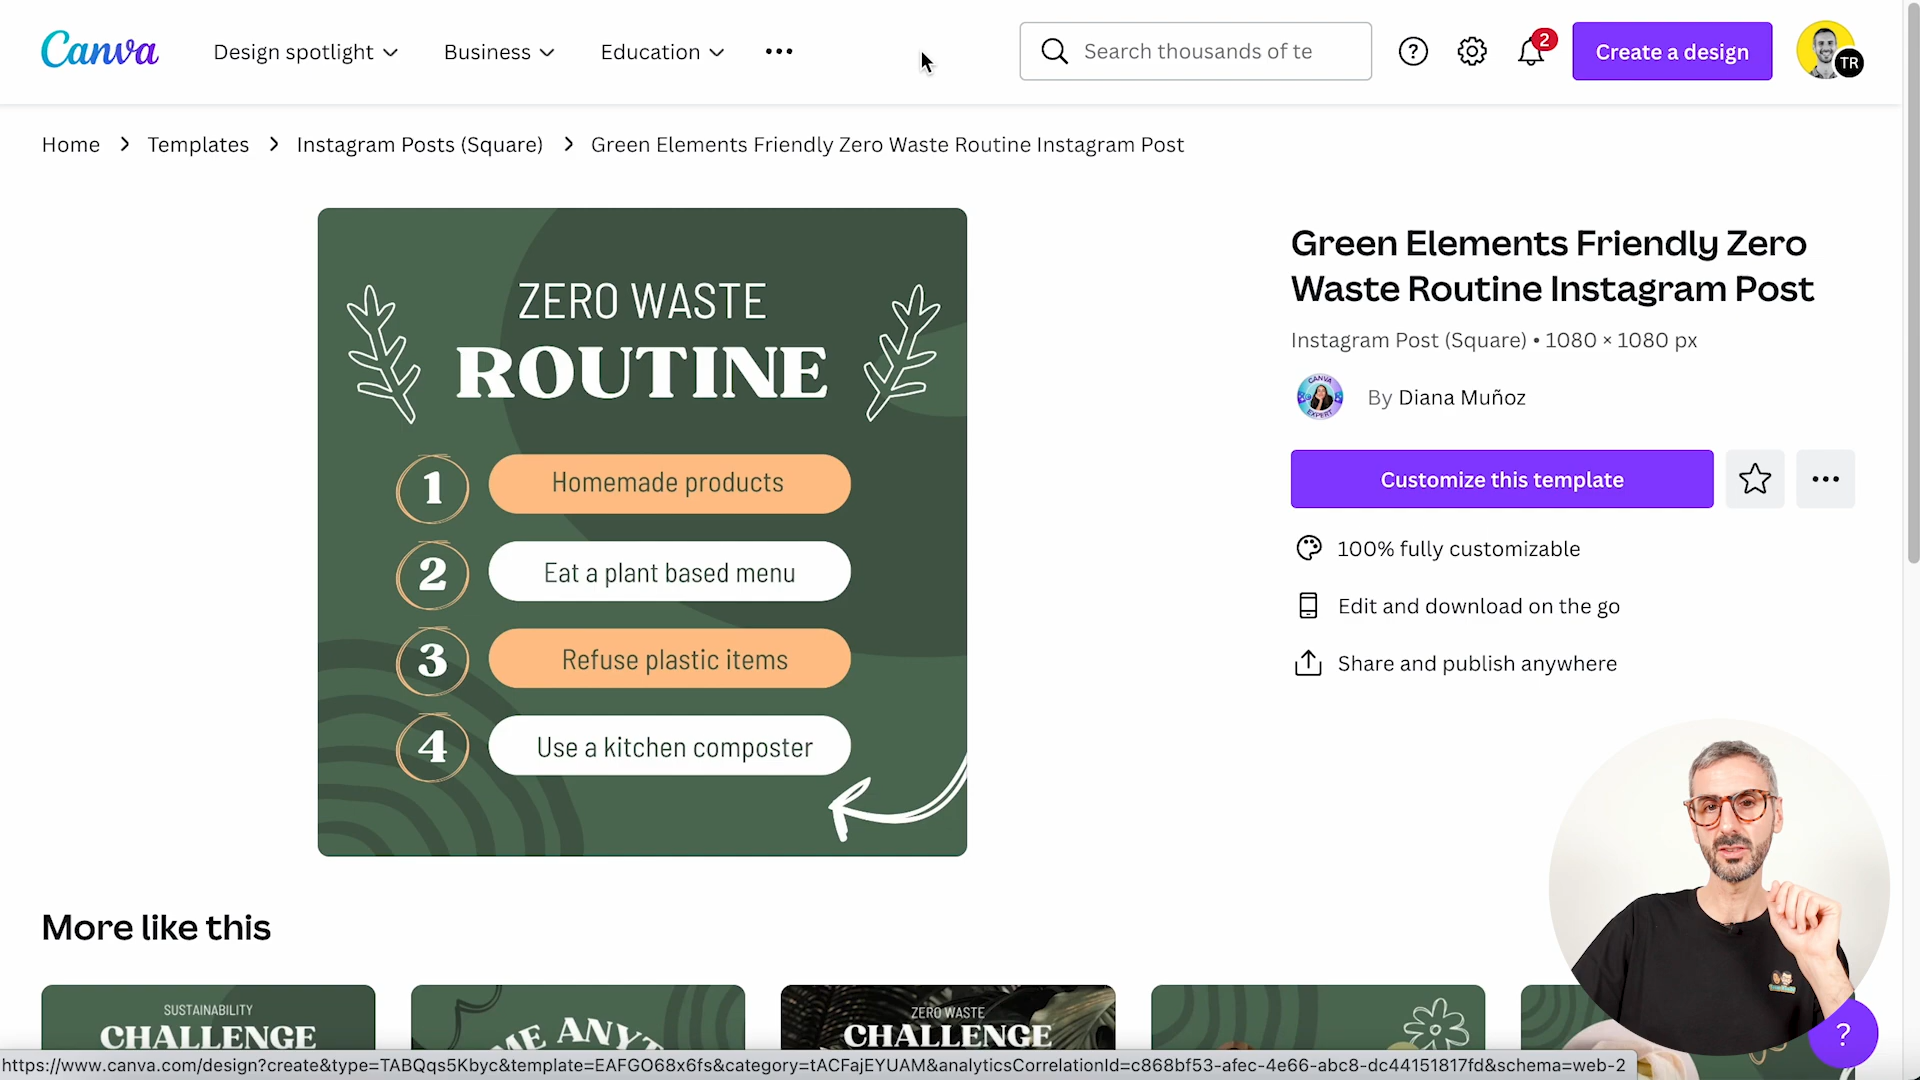 Canva
Design spotlight
Business
Education
Search thousands of te
2
Create a design
TR
Home > Templates > Instagram Posts (Square) > Green Elements Friendly Zero Waste Routine Instagram Post
ZERO WASTE
ROUTINE
1 Homemade products
2 Eat a plant based menu
3 Refuse plastic items
4 Use a kitchen composter
Green Elements Friendly Zero
Waste Routine Instagram Post
Instagram Post (Square) • 1080 × 1080 px
CANVA
EXPERT
By Diana Muñoz
Customize this template
100% fully customizable
Edit and download on the go
Share and publish anywhere
More like this
SUSTAINABILITY
CHALLENGE
ME ANYT
ZERO WASTE
CHALLENGE
?
https://www.canva.com/design?create&type=TABQqs5Kbyc&template=EAFGO68x6fs&category=tACFajEYUAM&analyticsCorrelationId=c868bf53-afec-4e66-abc8-dc44151817fd&schema=web-2